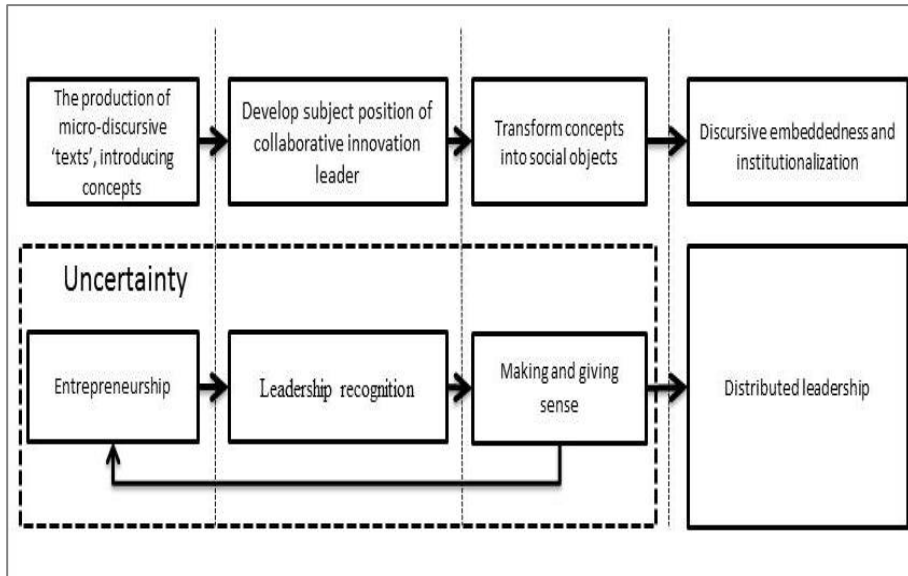 The production of
micro-discursive
‘texts’, introducing
concepts
Develop subject position of
collaborative innovation
leader
Transform concepts
into social objects
Discursive embeddedness and
institutionalization
Uncertainty
Entrepreneurship
Leadership recognition
Making and giving
sense
Distributed leadership